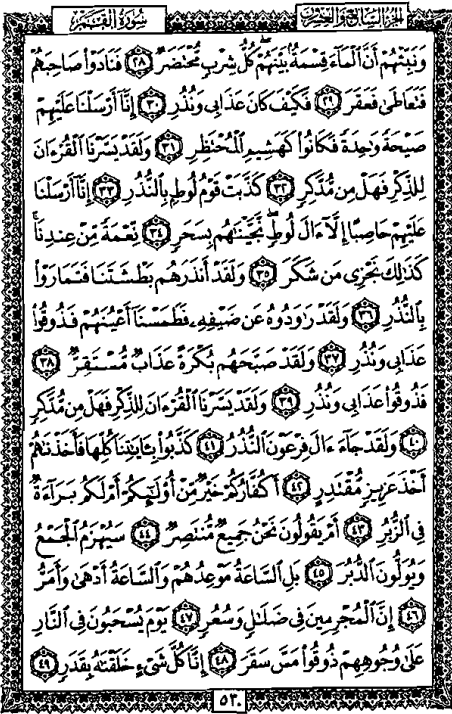 الجزء السابع والعشرون سورة القمر
وَنَبِّئْهُمْ أَنَّ الْمَاءَ قِسْمَةٌ بَيْنَهُمْ كُلُّ شِرْبٍ مُّحْتَضَرٌ ﴿٢٨﴾ فَنَادَوْا صَاحِبَهُمْ
فَتَعَاطَىٰ فَعَقَرَ ﴿٢٩﴾ فَكَيْفَ كَانَ عَذَابِي وَنُذُرِ ﴿٣٠﴾ إِنَّا أَرْسَلْنَا عَلَيْهِمْ
صَيْحَةً وَاحِدَةً فَكَانُوا كَهَشِيمِ الْمُحْتَظِرِ ﴿٣١﴾ وَلَقَدْ يَسَّرْنَا الْقُرْءَانَ
لِلذِّكْرِ فَهَلْ مِن مُّدَّكِرٍ ﴿٣٢﴾ كَذَّبَتْ قَوْمُ لُوطٍ بِالنُّذُرِ ﴿٣٣﴾ إِنَّا أَرْسَلْنَا
عَلَيْهِمْ حَاصِبًا إِلَّا ءَالَ لُوطٍ نَّجَّيْنَاهُم بِسَحَرٍ ﴿٣٤﴾ نِّعْمَةً مِّنْ عِندِنَا
كَذَٰلِكَ نَجْزِي مَن شَكَرَ ﴿٣٥﴾ وَلَقَدْ أَنذَرَهُم بَطْشَتَنَا فَتَمَارَوْا
بِالنُّذُرِ ﴿٣٦﴾ وَلَقَدْ رَاوَدُوهُ عَن ضَيْفِهِ فَطَمَسْنَا أَعْيُنَهُمْ فَذُوقُوا
عَذَابِي وَنُذُرِ ﴿٣٧﴾ وَلَقَدْ صَبَّحَهُم بُكْرَةً عَذَابٌ مُّسْتَقِرٌّ ﴿٣٨﴾
فَذُوقُوا عَذَابِي وَنُذُرِ ﴿٣٩﴾ وَلَقَدْ يَسَّرْنَا الْقُرْءَانَ لِلذِّكْرِ فَهَلْ مِن مُّدَّكِرٍ
﴿٤٠﴾ وَلَقَدْ جَاءَ ءَالَ فِرْعَوْنَ النُّذُرُ ﴿٤١﴾ كَذَّبُوا بِآيَاتِنَا كُلِّهَا فَأَخَذْنَاهُمْ
أَخْذَ عَزِيزٍ مُّقْتَدِرٍ ﴿٤٢﴾ أَكُفَّارُكُمْ خَيْرٌ مِّنْ أُولَٰئِكُمْ أَمْ لَكُم بَرَاءَةٌ
فِي الزُّبُرِ ﴿٤٣﴾ أَمْ يَقُولُونَ نَحْنُ جَمِيعٌ مُّنتَصِرٌ ﴿٤٤﴾ سَيُهْزَمُ الْجَمْعُ
وَيُوَلُّونَ الدُّبُرَ ﴿٤٥﴾ بَلِ السَّاعَةُ مَوْعِدُهُمْ وَالسَّاعَةُ أَدْهَىٰ وَأَمَرُّ
﴿٤٦﴾ إِنَّ الْمُجْرِمِينَ فِي ضَلَالٍ وَسُعُرٍ ﴿٤٧﴾ يَوْمَ يُسْحَبُونَ فِي النَّارِ
عَلَىٰ وُجُوهِهِمْ ذُوقُوا مَسَّ سَقَرَ ﴿٤٨﴾ إِنَّا كُلَّ شَيْءٍ خَلَقْنَاهُ بِقَدَرٍ ﴿٤٩﴾
٥٣٠